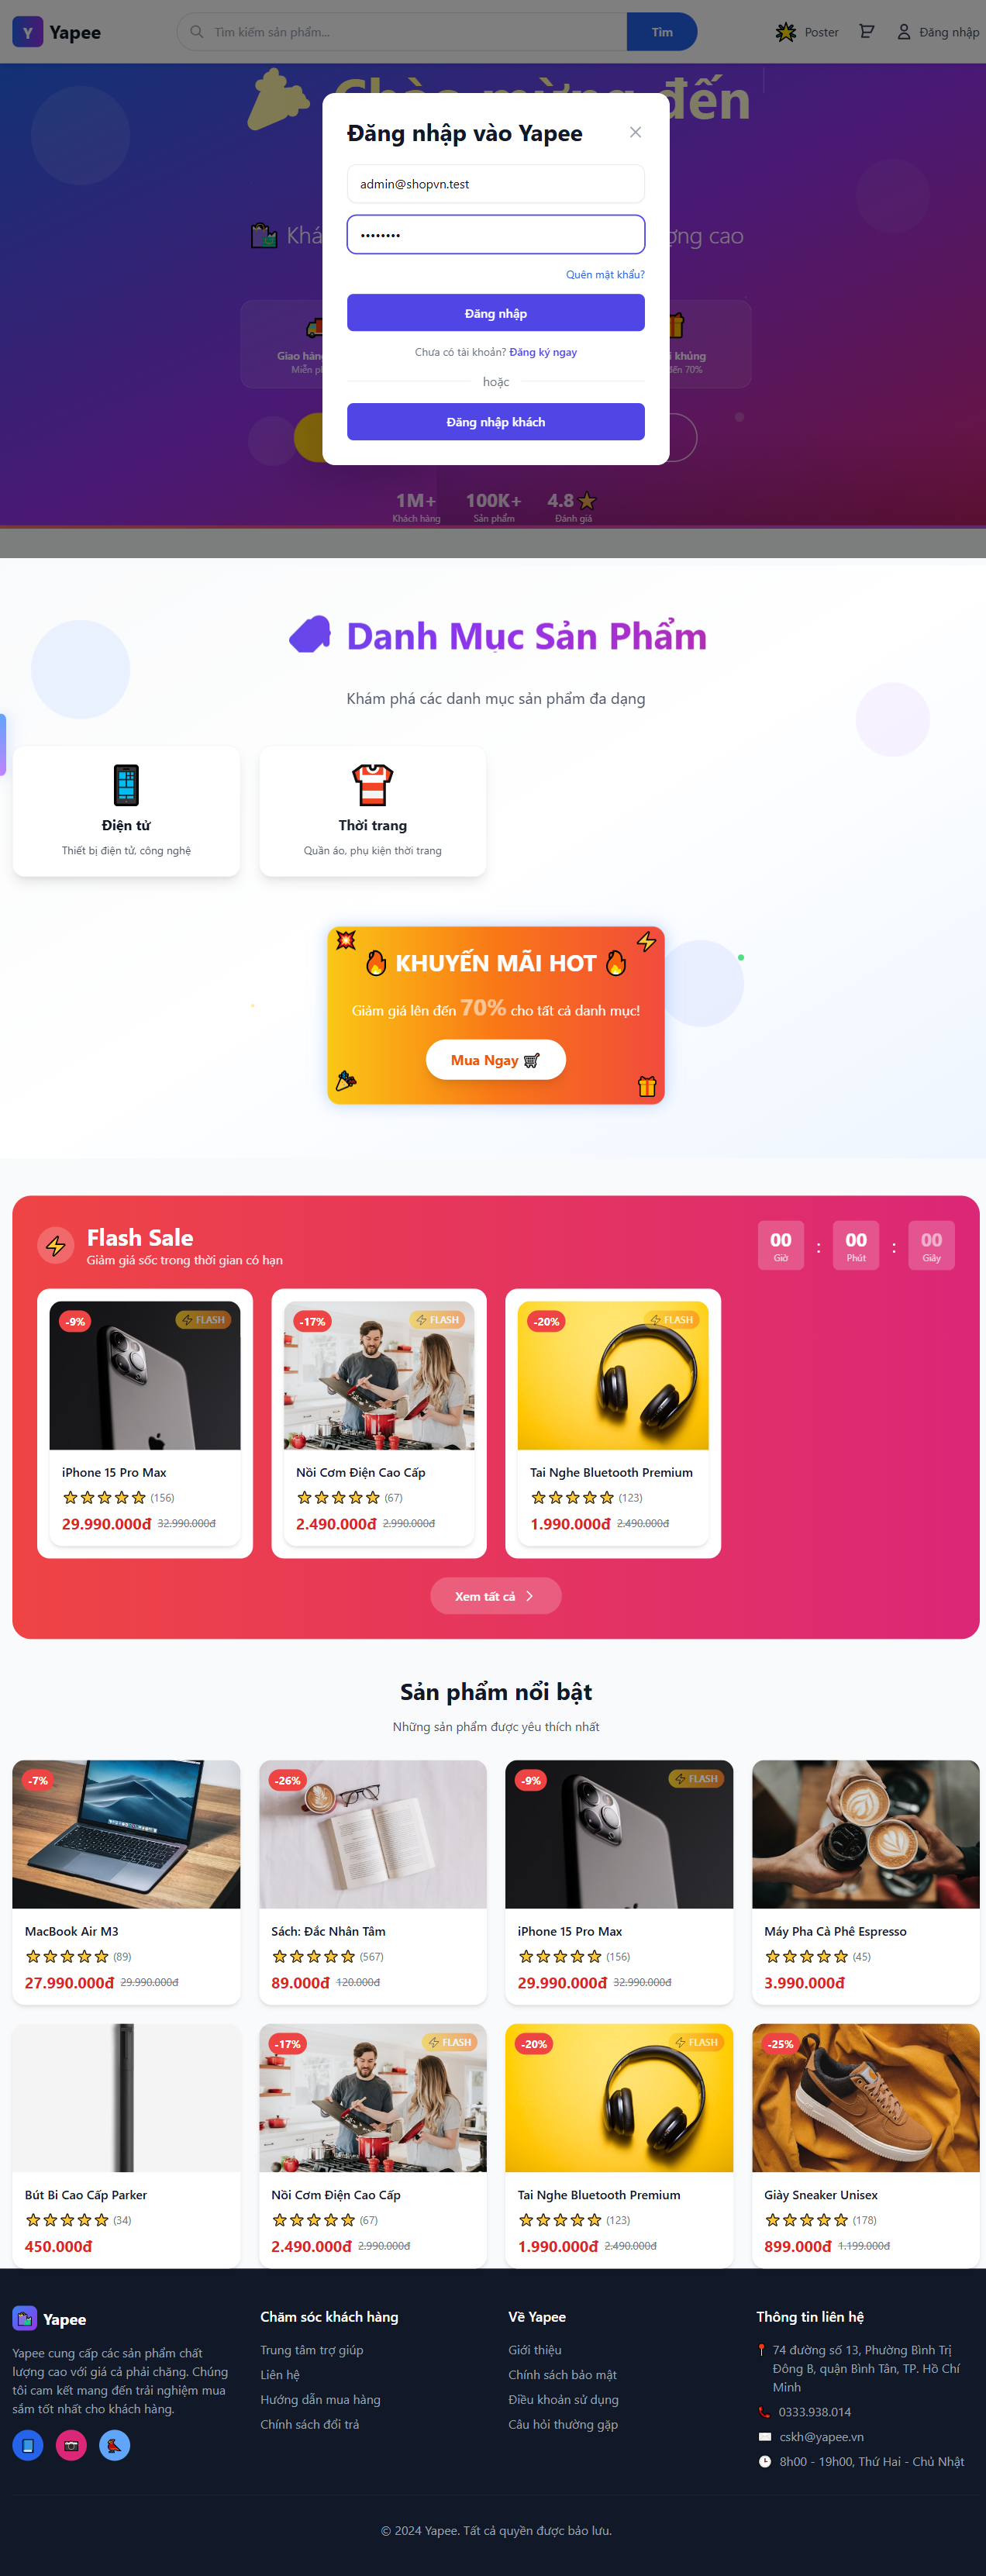 Y Yapee
Tìm kiếm sản phẩm...
Tìm
Poster
Đăng nhập
Chào mừng đến
Đăng nhập vào Yapee
admin@shopvn.test
••••••••
Quên mật khẩu?
Đăng nhập
Chưa có tài khoản? Đăng ký ngay
hoặc
Đăng nhập khách
Khá
ợng cao
Giao hàng
Miễn ph
i khủng
đến 70%
1M+
Khách hàng
100K+
Sản phẩm
4.8
Đánh giá
Danh Mục Sản Phẩm
Khám phá các danh mục sản phẩm đa dạng
Điện tử
Thiết bị điện tử, công nghệ
Thời trang
Quần áo, phụ kiện thời trang
KHUYẾN MÃI HOT
Giảm giá lên đến 70% cho tất cả danh mục!
Mua Ngay
Flash Sale
Giảm giá sốc trong thời gian có hạn
00 : 00 : 00
Giờ Phút Giây
-9%
FLASH
iPhone 15 Pro Max
(156)
29.990.000đ 32.990.000đ
-17%
FLASH
Nồi Cơm Điện Cao Cấp
(67)
2.490.000đ 2.990.000đ
-20%
FLASH
Tai Nghe Bluetooth Premium
(123)
1.990.000đ 2.490.000đ
Xem tất cả
Sản phẩm nổi bật
Những sản phẩm được yêu thích nhất
-7%
MacBook Air M3
(89)
27.990.000đ 29.990.000đ
-26%
Sách: Đắc Nhân Tâm
(567)
89.000đ 120.000đ
-9%
FLASH
iPhone 15 Pro Max
(156)
29.990.000đ 32.990.000đ
Máy Pha Cà Phê Espresso
(45)
3.990.000đ
Bút Bi Cao Cấp Parker
(34)
450.000đ
-17%
FLASH
Nồi Cơm Điện Cao Cấp
(67)
2.490.000đ 2.990.000đ
-20%
FLASH
Tai Nghe Bluetooth Premium
(123)
1.990.000đ 2.490.000đ
-25%
Giày Sneaker Unisex
(178)
899.000đ 1.199.000đ
Yapee
Yapee cung cấp các sản phẩm chất
lượng cao với giá cả phải chăng. Chúng
tôi cam kết mang đến trải nghiệm mua
sắm tốt nhất cho khách hàng.
Chăm sóc khách hàng
Trung tâm trợ giúp
Liên hệ
Hướng dẫn mua hàng
Chính sách đổi trả
Về Yapee
Giới thiệu
Chính sách bảo mật
Điều khoản sử dụng
Câu hỏi thường gặp
Thông tin liên hệ
74 đường số 13, Phường Bình Trị
Đông B, quận Bình Tân, TP. Hồ Chí
Minh
0333.938.014
cskh@yapee.vn
8h00 - 19h00, Thứ Hai - Chủ Nhật
© 2024 Yapee. Tất cả quyền được bảo lưu.